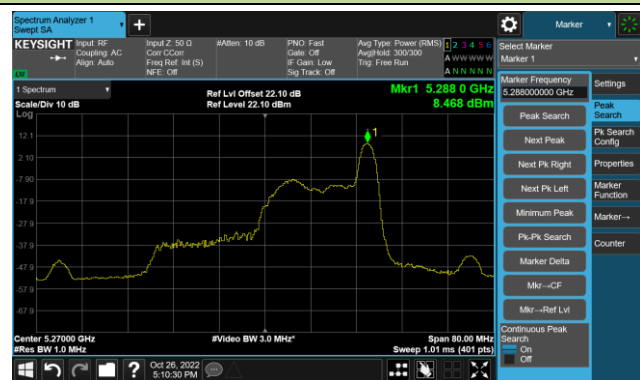 Spectrum Analyzer 1
Swept SA
+
Marker
KEYSIGHT
Input: RF
Coupling: AC
Align: Auto
Input Z: 50 Ω
Corr CCorr
Freq Ref: Int (S)
NFE: Off
#Atten: 10 dB
PNO: Fast
Gate: Off
IF Gain: Low
Sig Track: Off
Avg Type: Power (RMS)
Avg|Hold: 300/300
Trig: Free Run
1 2 3 4 5 6
A W W W W W
A N N N N N
Select Marker
Marker 1
1 Spectrum
Scale/Div 10 dB
Log
Ref Lvl Offset 22.10 dB
Ref Level 22.10 dBm
Mkr1 5.288 0 GHz
8.468 dBm
1
12.1
2.10
-7.90
-17.9
-27.9
-37.9
-47.9
-57.9
-67.9
Center 5.27000 GHz
#Res BW 1.0 MHz
#Video BW 3.0 MHz*
Span 80.00 MHz
Sweep 1.01 ms (401 pts)
Marker Frequency
5.288000000 GHz
Peak Search
Next Peak
Next Pk Right
Next Pk Left
Minimum Peak
Pk-Pk Search
Marker Delta
Mkr→CF
Mkr→Ref Lvl
Continuous Peak
Search
On
Off
Settings
Peak
Search
Pk Search
Config
Properties
Marker
Function
Marker→
Counter
?
Oct 26, 2022
5:10:30 PM